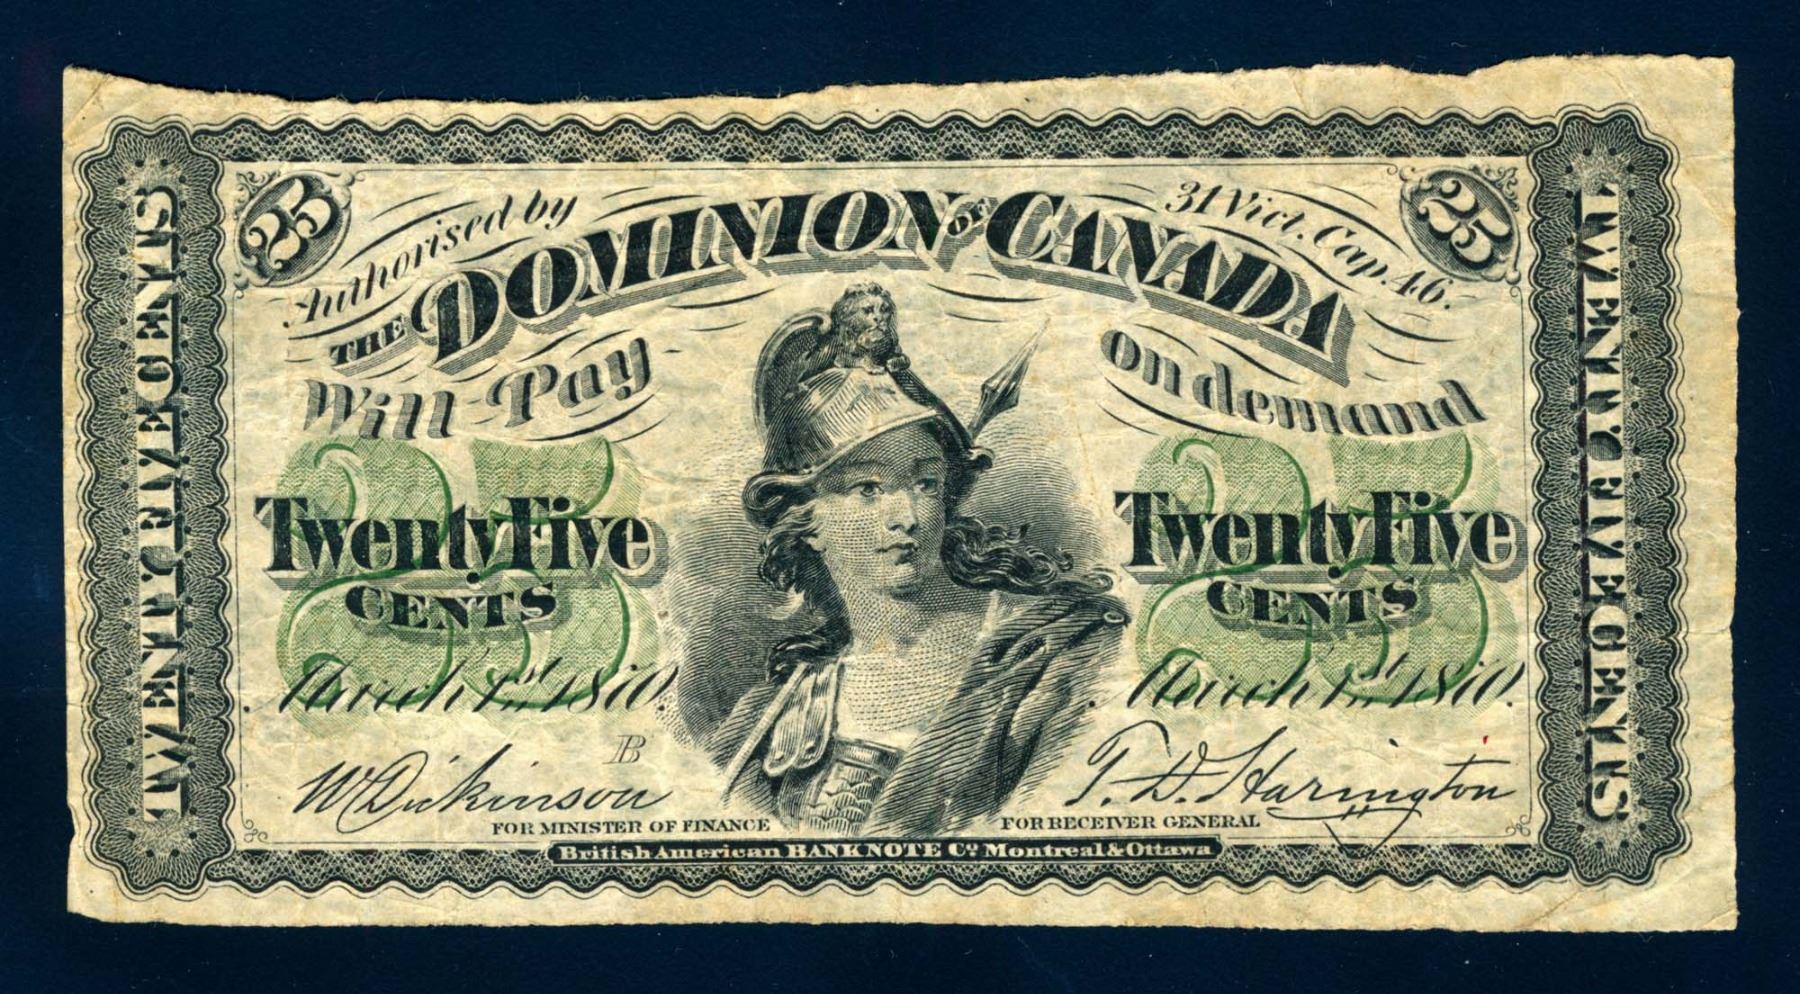 25
Authorised by
31 Vict. Cap. 46.
25
THE DOMINION OF CANADA
Will Pay
on demand
25
25
Twenty Five
CENTS
Twenty Five
CENTS
March 1st 1870.
March 1st 1870.
B
W Dickinson
T. D. Harington
FOR MINISTER OF FINANCE
FOR RECEIVER GENERAL
British American BANK NOTE Co. Montreal & Ottawa
TWENTY FIVE CENTS
TWENTY FIVE CENTS